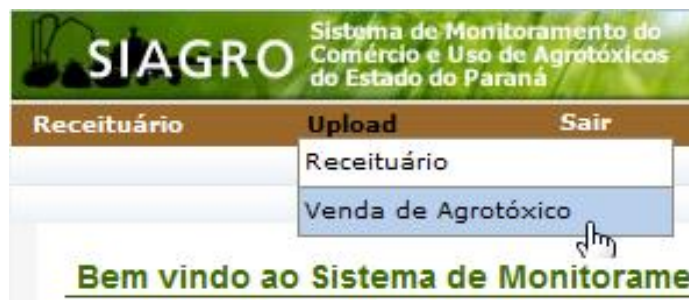 SIAGRO
Sistema de Monitoramento do
Comércio e Uso de Agrotóxicos
do Estado do Paraná
Receituário Upload Sair
Receituário
Venda de Agrotóxico
Bem vindo ao Sistema de Monitorame